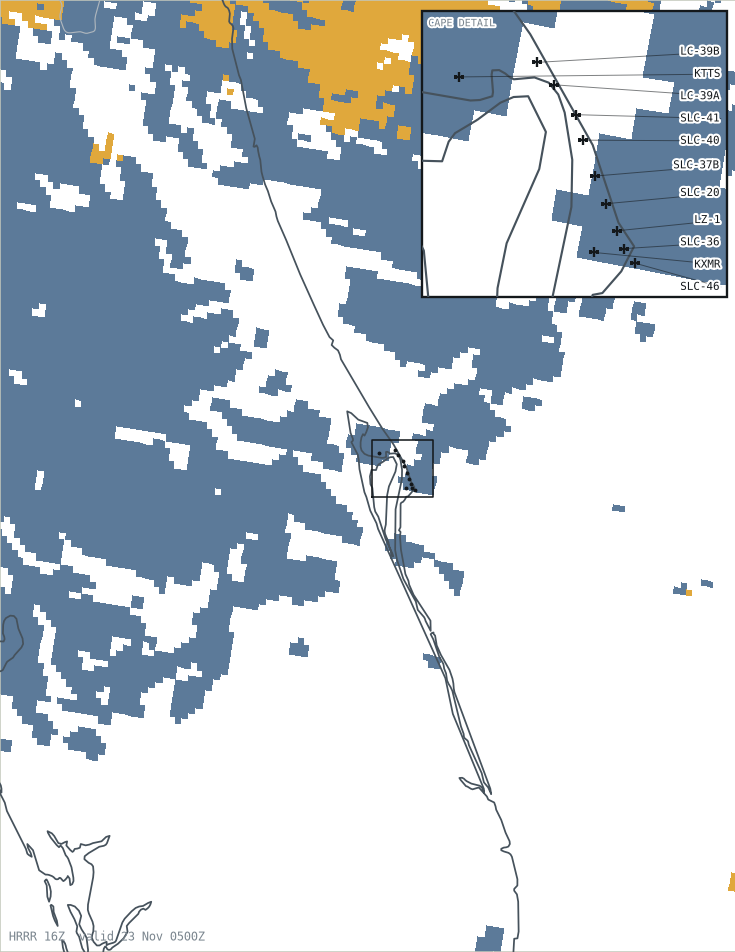 CAPE DETAIL
LC-39B
KTTS
LC-39A
SLC-41
SLC-40
SLC-37B
SLC-20
LZ-1
SLC-36
KXMR
SLC-46
HRRR 16Z  valid 23 Nov 0500Z